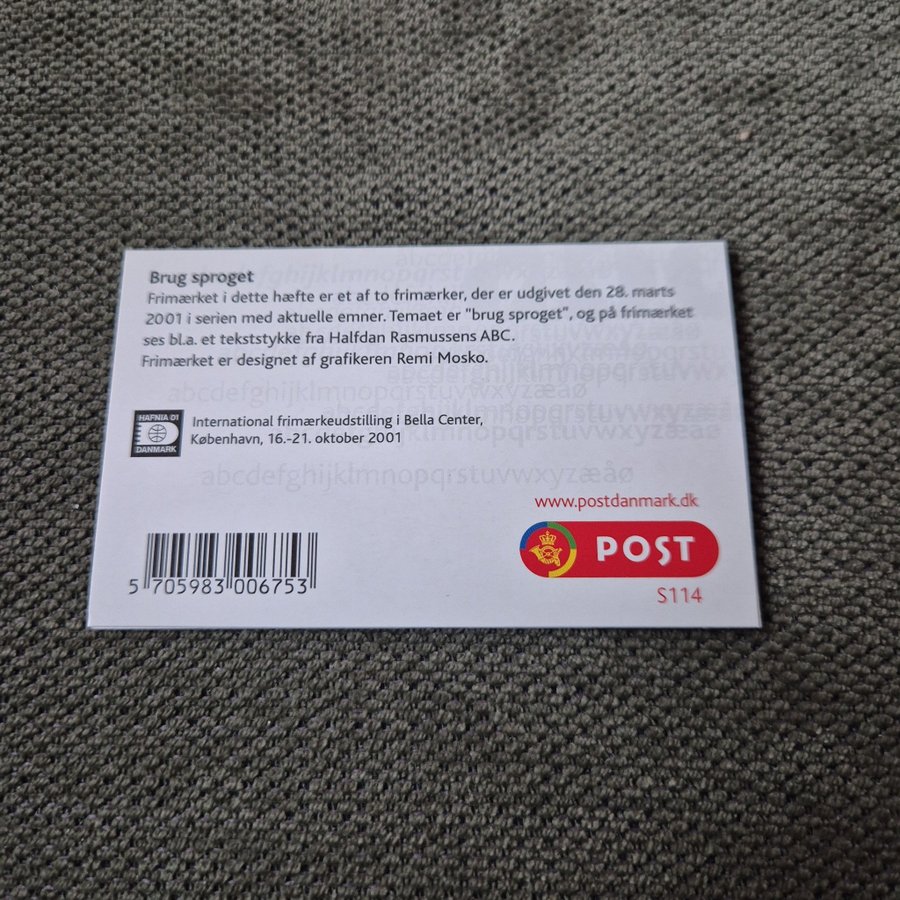 Brug sproget
Frimærket i dette hæfte er et af to frimærker, der er udgivet den 28. marts
2001 i serien med aktuelle emner. Temaet er "brug sproget", og på frimærket
ses bl.a. et tekststykke fra Halfdan Rasmussens ABC.
Frimærket er designet af grafikeren Remi Mosko.
abcdefghijklmnopqrstuvwxyzæåø
HAFNIA 01
DANMARK
International frimærkeudstilling i Bella Center,
København, 16.-21. oktober 2001
abcdefghijklmnopqrstuvwxyzæåø
www.postdanmark.dk
POST
S114
5 705983 006753